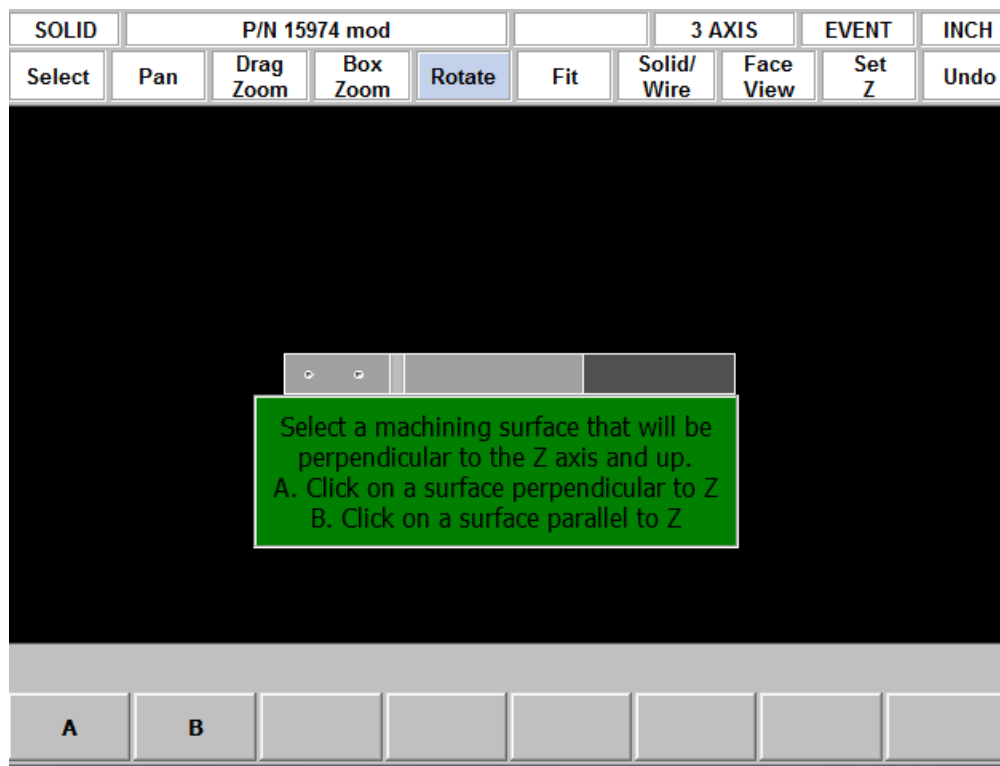 SOLID P/N 15974 mod 3 AXIS EVENT INCH
Select Pan Drag Zoom Box Zoom Rotate Fit Solid/ Wire Face View Set Z Undo
Select a machining surface that will be
perpendicular to the Z axis and up.
A. Click on a surface perpendicular to Z
B. Click on a surface parallel to Z
A B